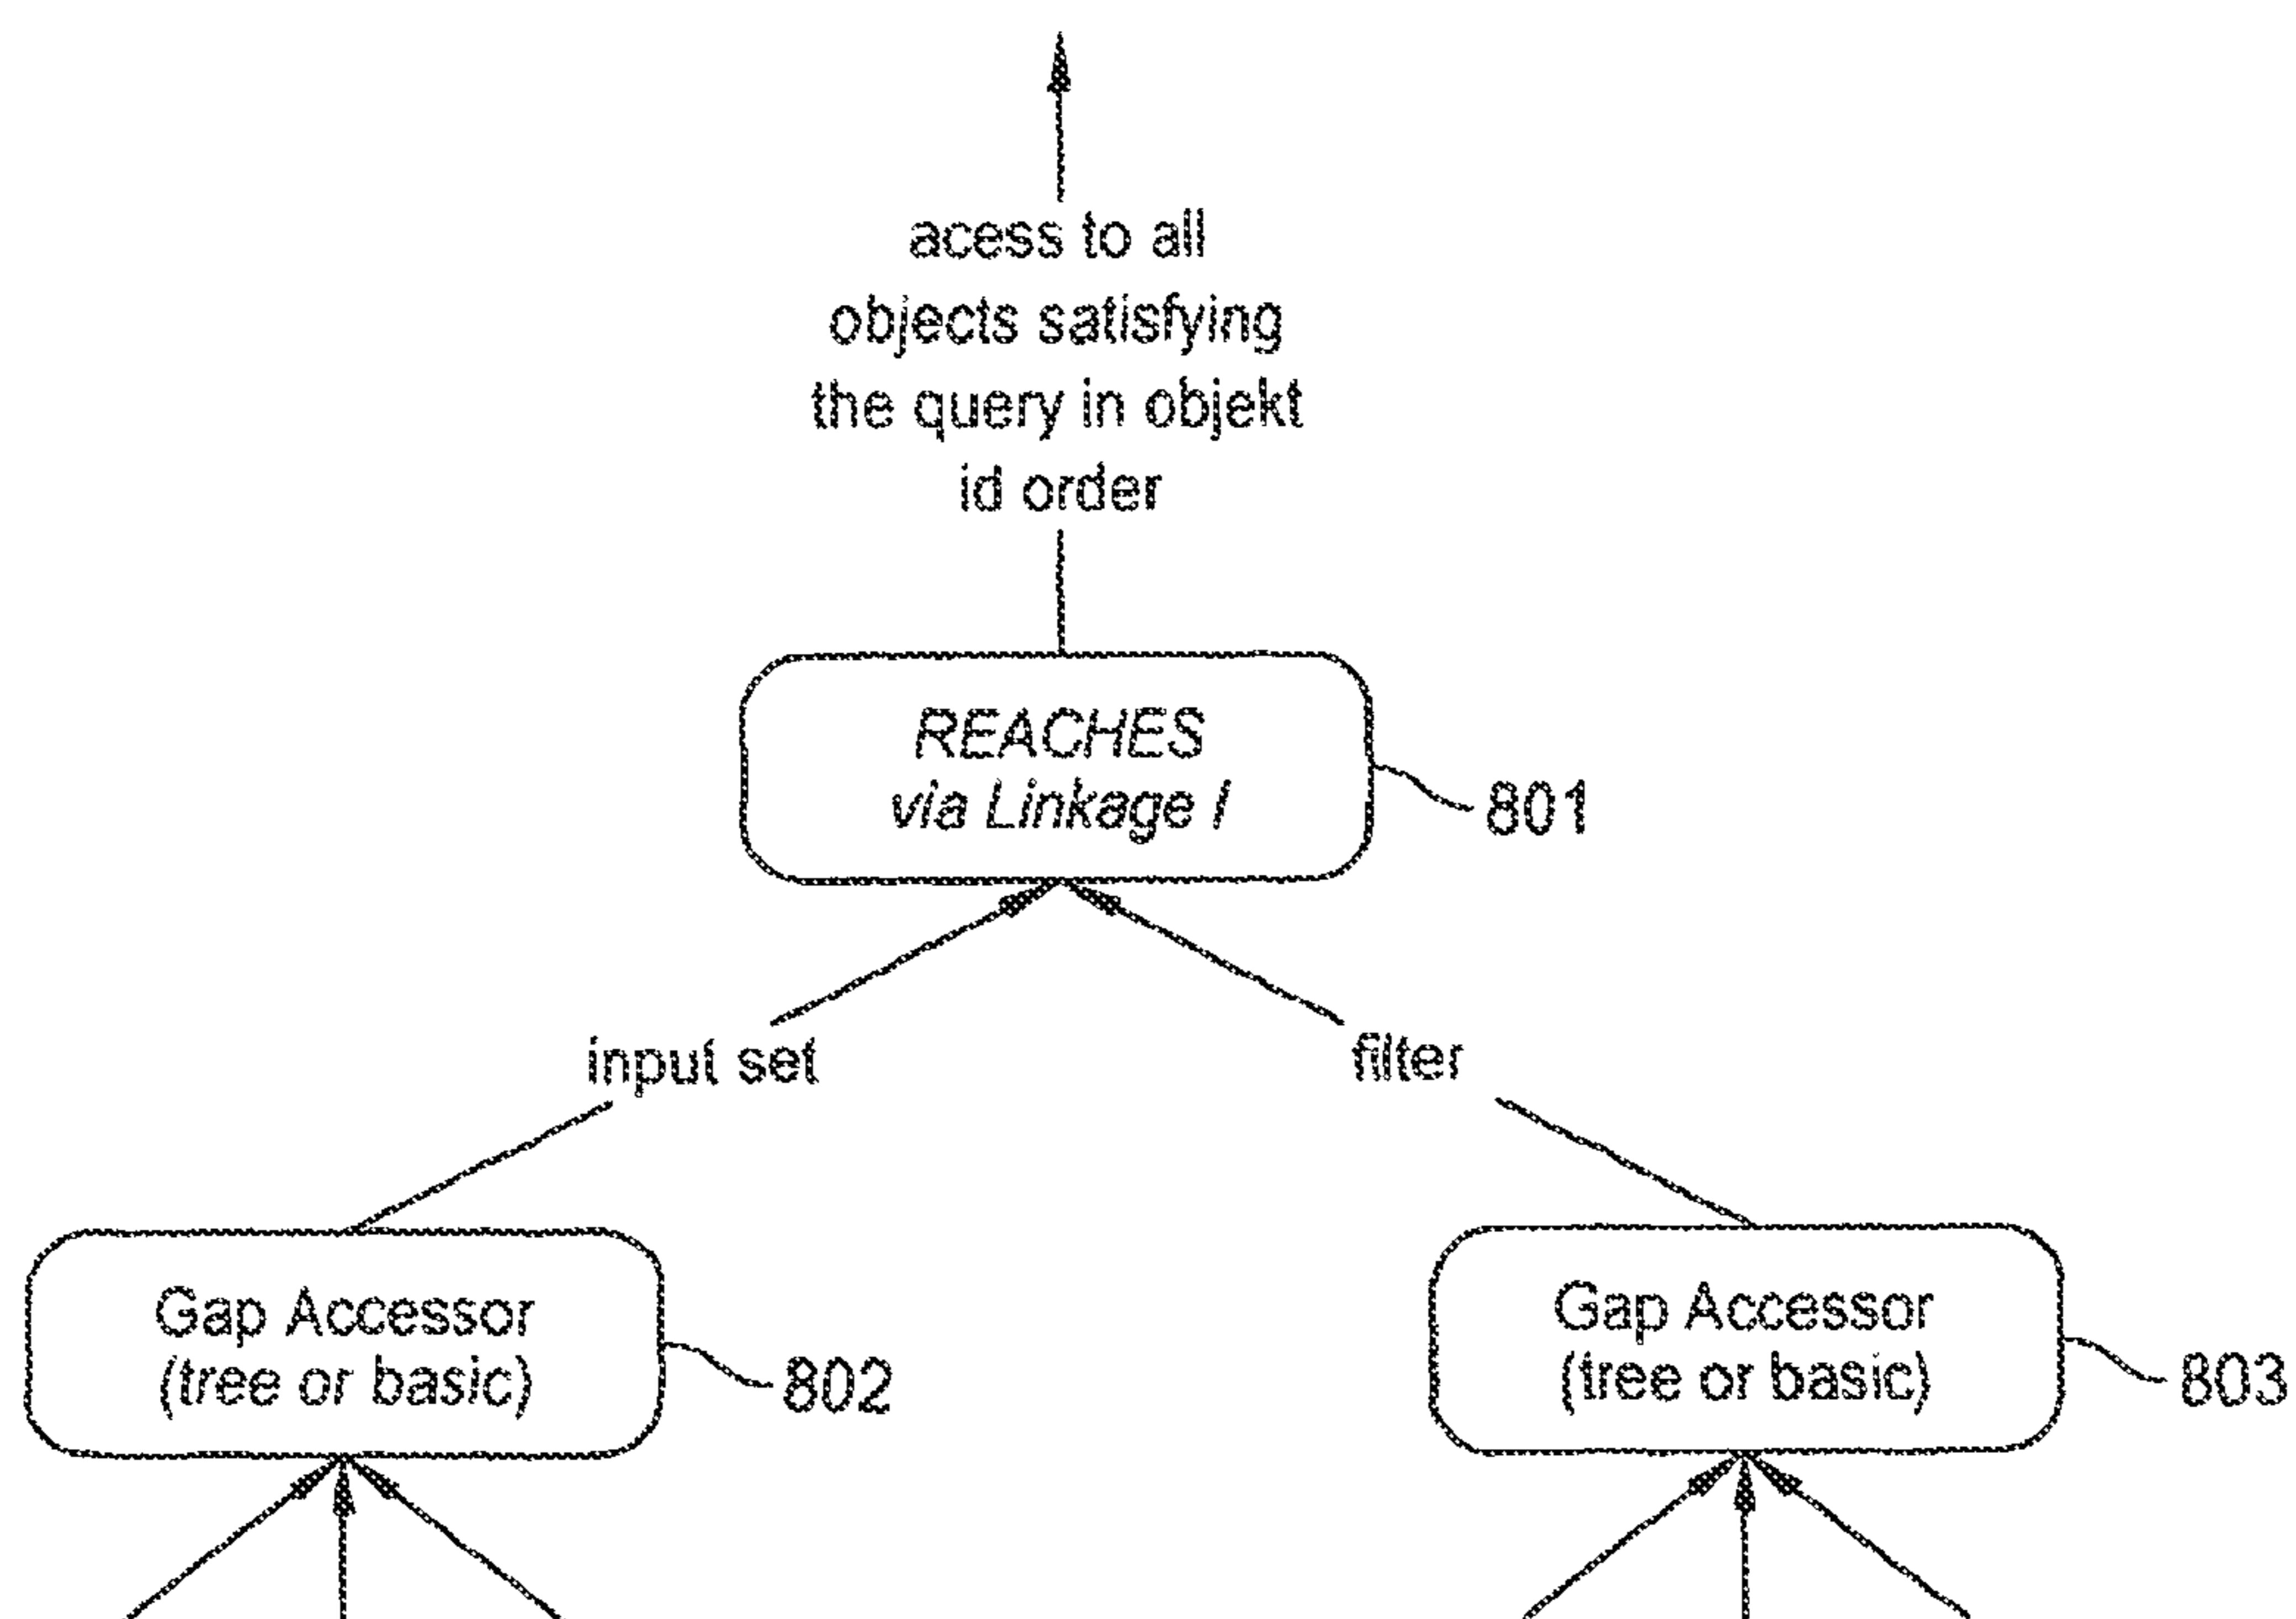 acess to all
objects satisfying
the query in objekt
id order
REACHES
via Linkage l
801
input set
filter
Gap Accessor
(tree or basic)
802
Gap Accessor
(tree or basic)
803